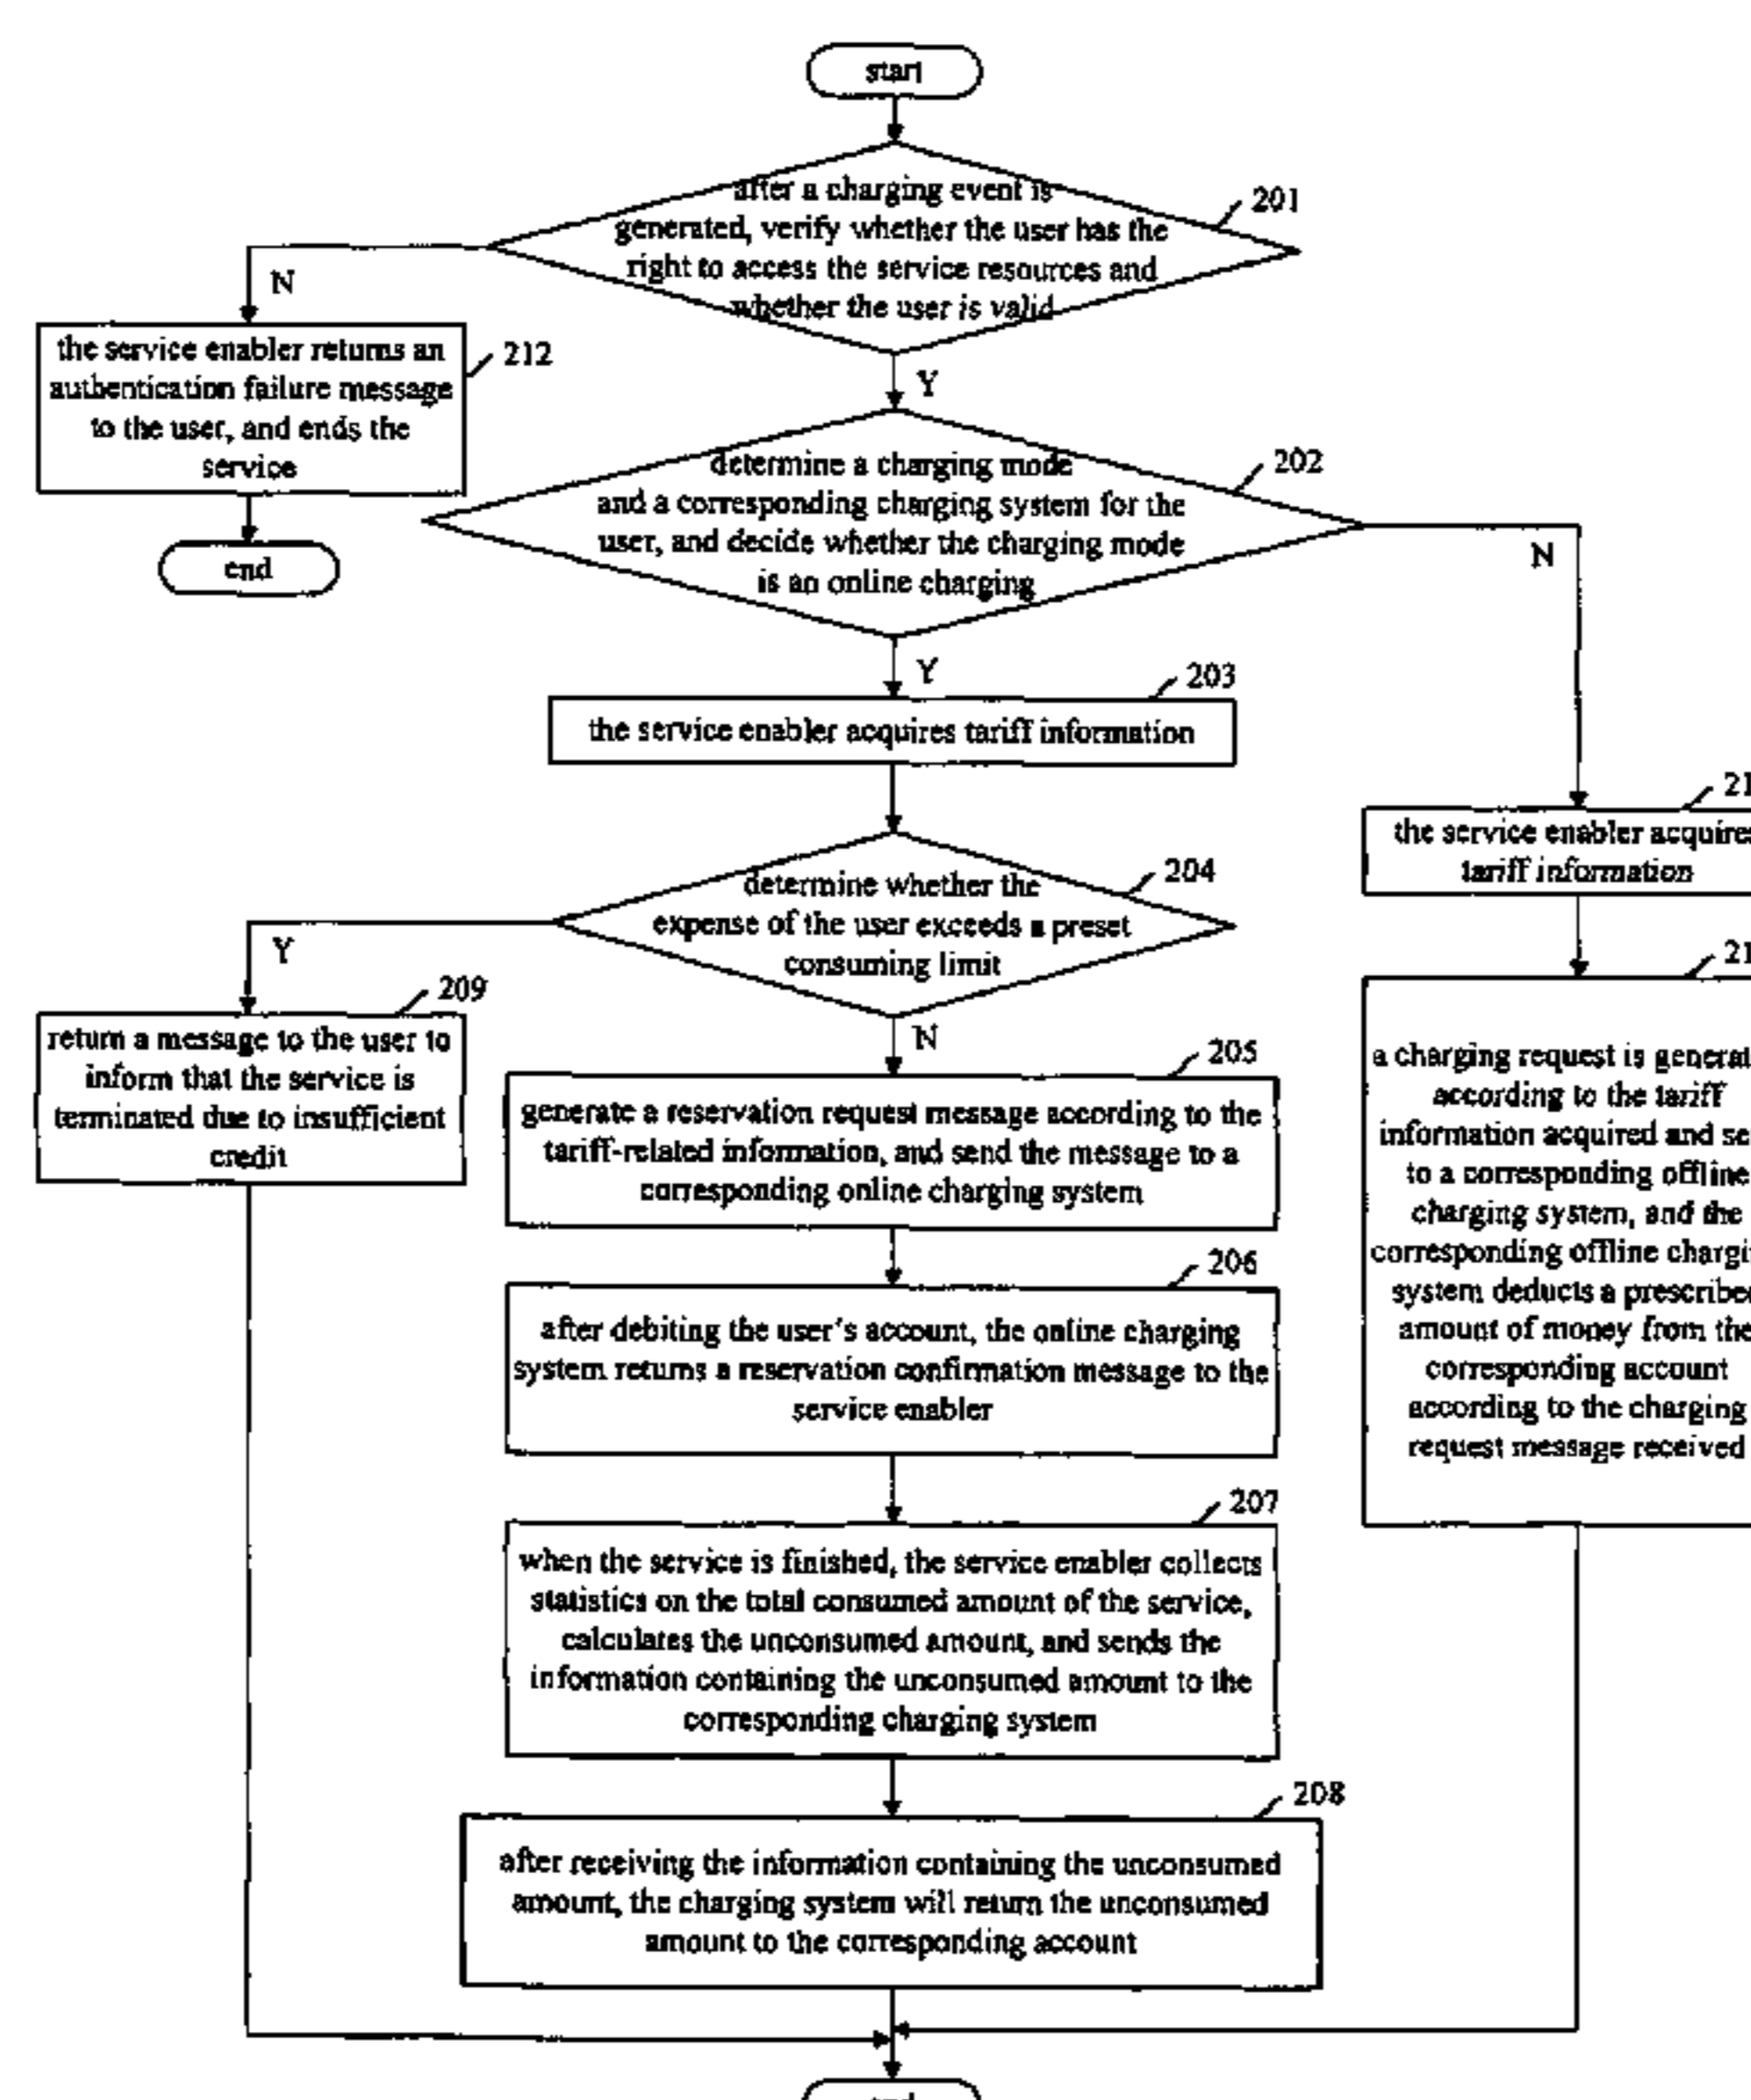 start
after a charging event is
generated, verify whether the user has the
right to access the service resources and
whether the user is valid
201
N
Y
the service enabler returns an
authentication failure message
to the user, and ends the
service
212
end
determine a charging mode
and a corresponding charging system for the
user, and decide whether the charging mode
is an online charging
202
N
Y
203
the service enabler acquires tariff information
the service enabler
tariff information
determine whether the
expense of the user exceeds a preset
consuming limit
204
Y
N
209
return a message to the user to
inform that the service is
terminated due to insufficient
credit
205
generate a reservation request message according to the
tariff-related information, and send the message to a
corresponding online charging system
a charging request is
according to the tariff
information acquired and
to a corresponding offline
charging system, and the
corresponding offline
system deducts a
amount of money from the
corresponding account
according to the charging
request message received
206
after debiting the user's account, the online charging
system returns a reservation confirmation message to the
service enabler
207
when the service is finished, the service enabler collects
statistics on the total consumed amount of the service,
calculates the unconsumed amount, and sends the
information containing the unconsumed amount to the
corresponding charging system
208
after receiving the information containing the unconsumed
amount, the charging system will return the unconsumed
amount to the corresponding account